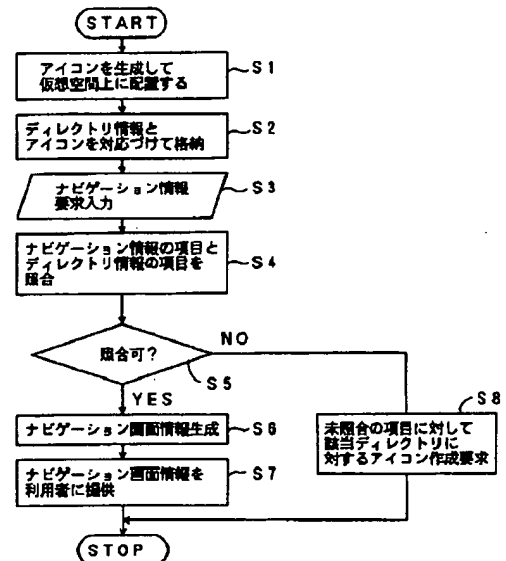 START
アイコンを生成して
仮想空間上に配置する
S1
ディレクトリ情報と
アイコンを対応づけて格納
S2
ナビゲーション情報
要求入力
S3
ナビゲーション情報の項目と
ディレクトリ情報の項目を
照合
S4
照合可?
NO
S5
YES
ナビゲーション画面情報生成
S6
ナビゲーション画面情報を
利用者に提供
S7
S8
未照合の項目に対して
該当ディレクトリに
対するアイコン作成要求
STOP